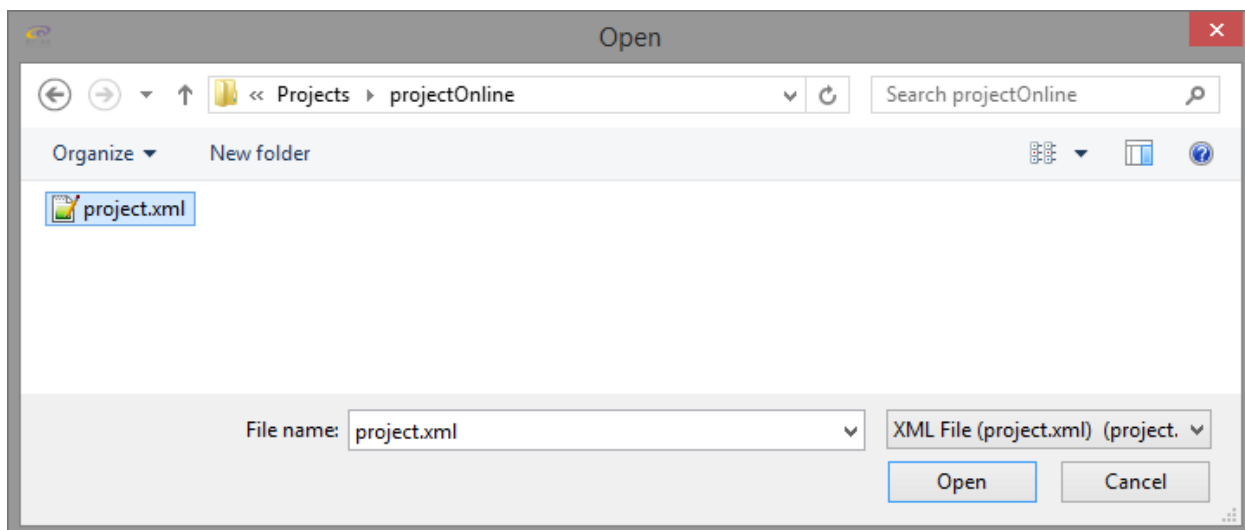 Open
« Projects projectOnline Search projectOnline
Organize New folder
project.xml
File name: project.xml XML File (project.xml) (project.
Open Cancel